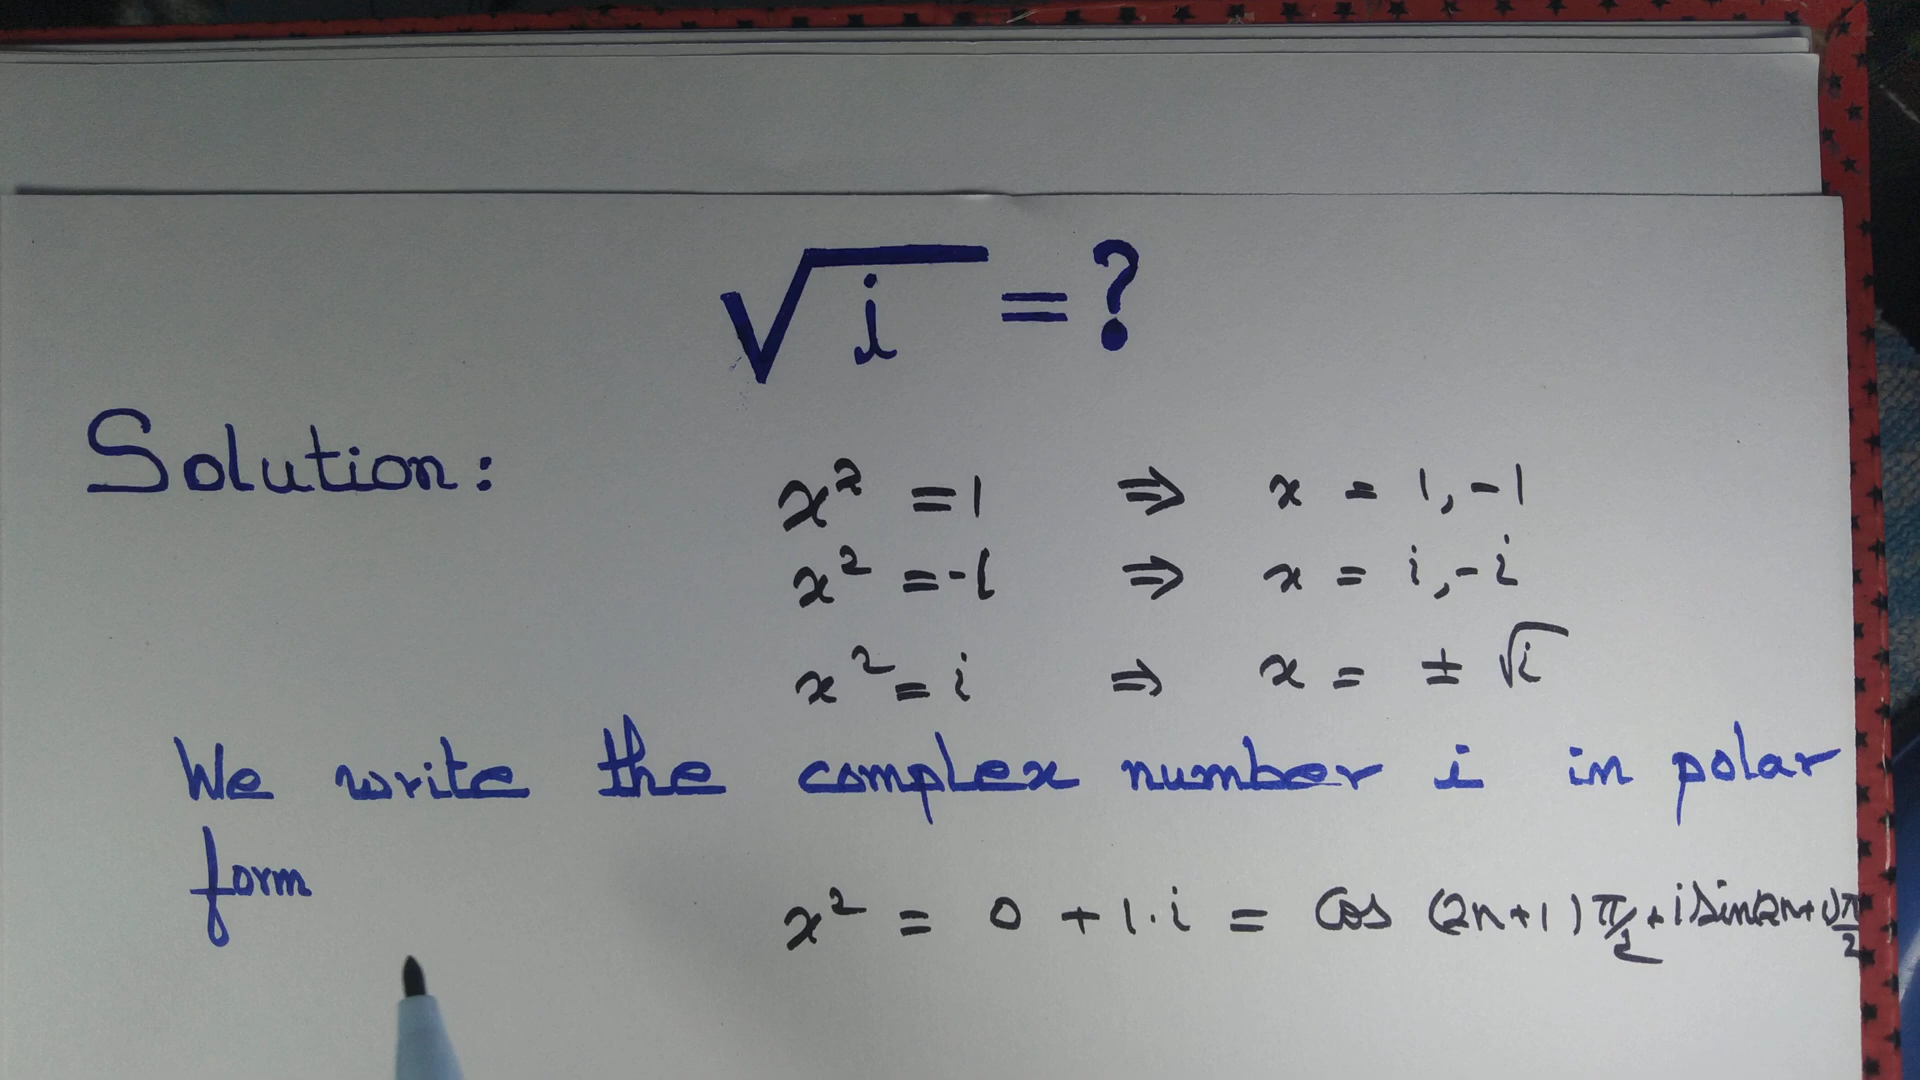 √i = ?
Solution:
x² = 1 ⇒ x = 1, -1
x² = -1 ⇒ x = i, -i
x² = i ⇒ x = ± √i
We write the complex number i in polar
form
x² = 0 + 1·i = Cos (2n+1) π/2 + i Sin(2n+1) π/2